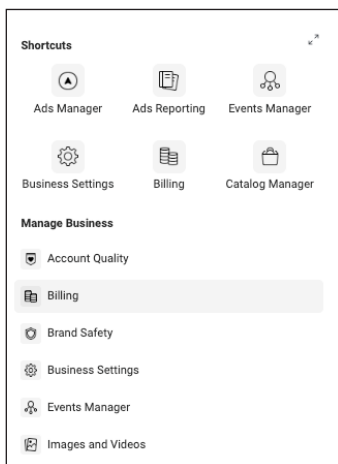 Shortcuts
Ads Manager Ads Reporting Events Manager
Business Settings Billing Catalog Manager
Manage Business
Account Quality
Billing
Brand Safety
Business Settings
Events Manager
Images and Videos